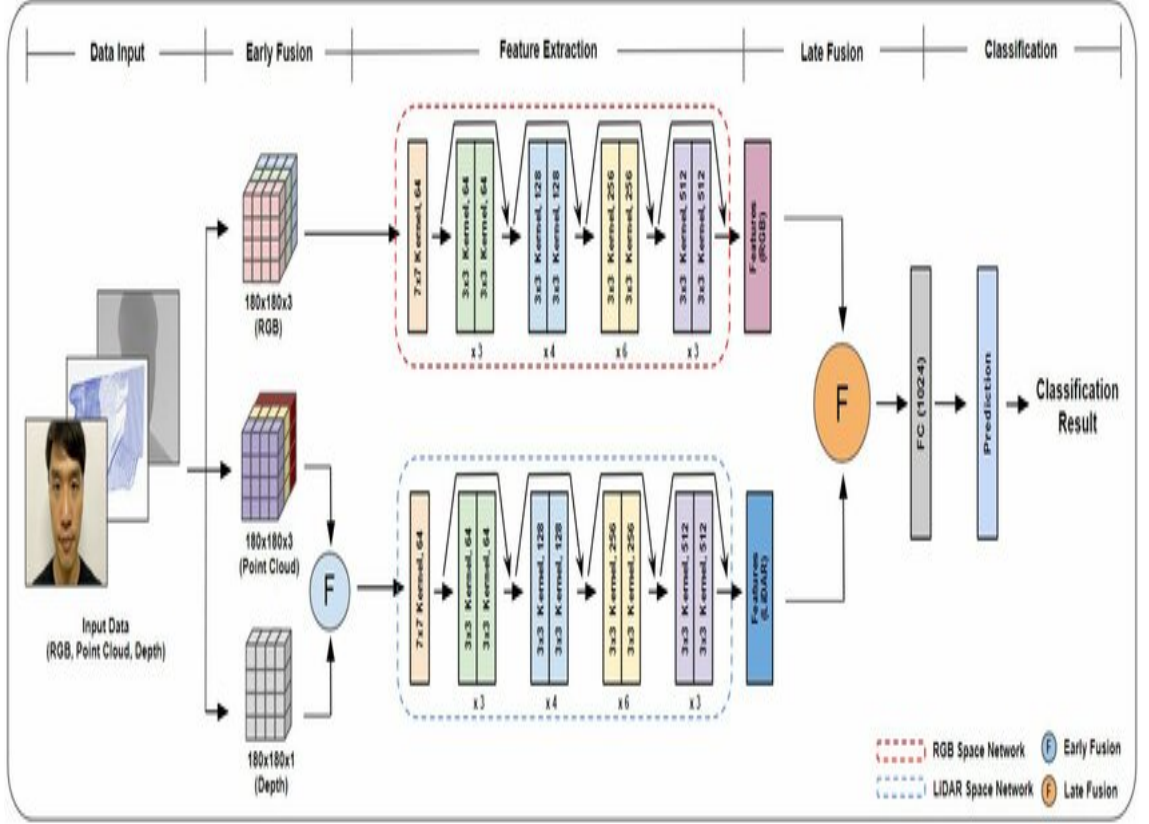 Data Input
Early Fusion
Feature Extraction
Late Fusion
Classification
180x180x3
(RGB)
7x7 Kernel, 64
3x3 Kernel, 64
3x3 Kernel, 64
x3
3x3 Kernel, 128
3x3 Kernel, 128
x4
3x3 Kernel, 256
3x3 Kernel, 256
x6
3x3 Kernel, 512
3x3 Kernel, 512
x3
Features
(RGB)
Input Data
(RGB, Point Cloud, Depth)
180x180x3
(Point Cloud)
F
180x180x1
(Depth)
7x7 Kernel, 64
3x3 Kernel, 64
3x3 Kernel, 64
x3
3x3 Kernel, 128
3x3 Kernel, 128
x4
3x3 Kernel, 256
3x3 Kernel, 256
x6
3x3 Kernel, 512
3x3 Kernel, 512
x3
Features
(LiDAR)
F
FC (1024)
Prediction
Classification
Result
RGB Space Network
F Early Fusion
LiDAR Space Network
F Late Fusion